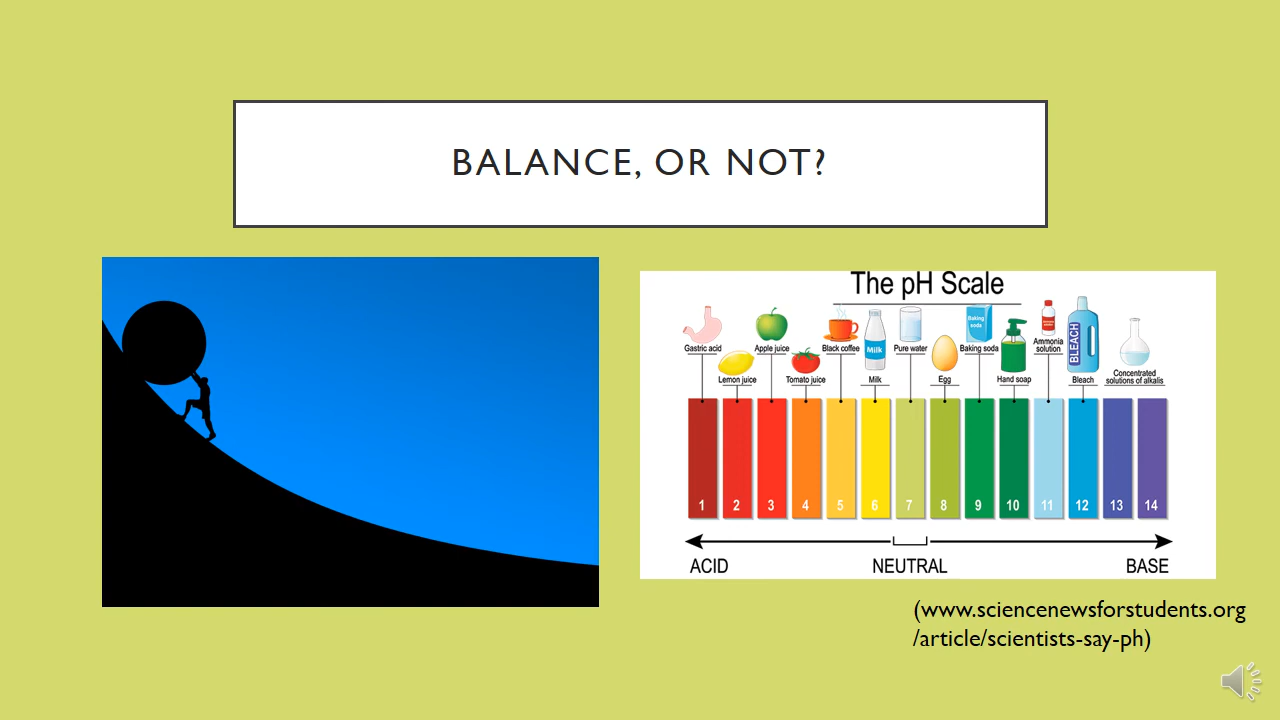 BALANCE, OR NOT?
The pH Scale
Gastric acid
Lemon juice
Apple juice
Tomato juice
Black coffee
Milk
Milk
Pure water
Egg
Baking
soda
Baking soda
Hand soap
Ammonia
solution
BLEACH
Bleach
Concentrated
solutions of alkalis
1 2 3 4 5 6 7 8 9 10 11 12 13 14
ACID NEUTRAL BASE
(www.sciencenewsforstudents.org
/article/scientists-say-ph)